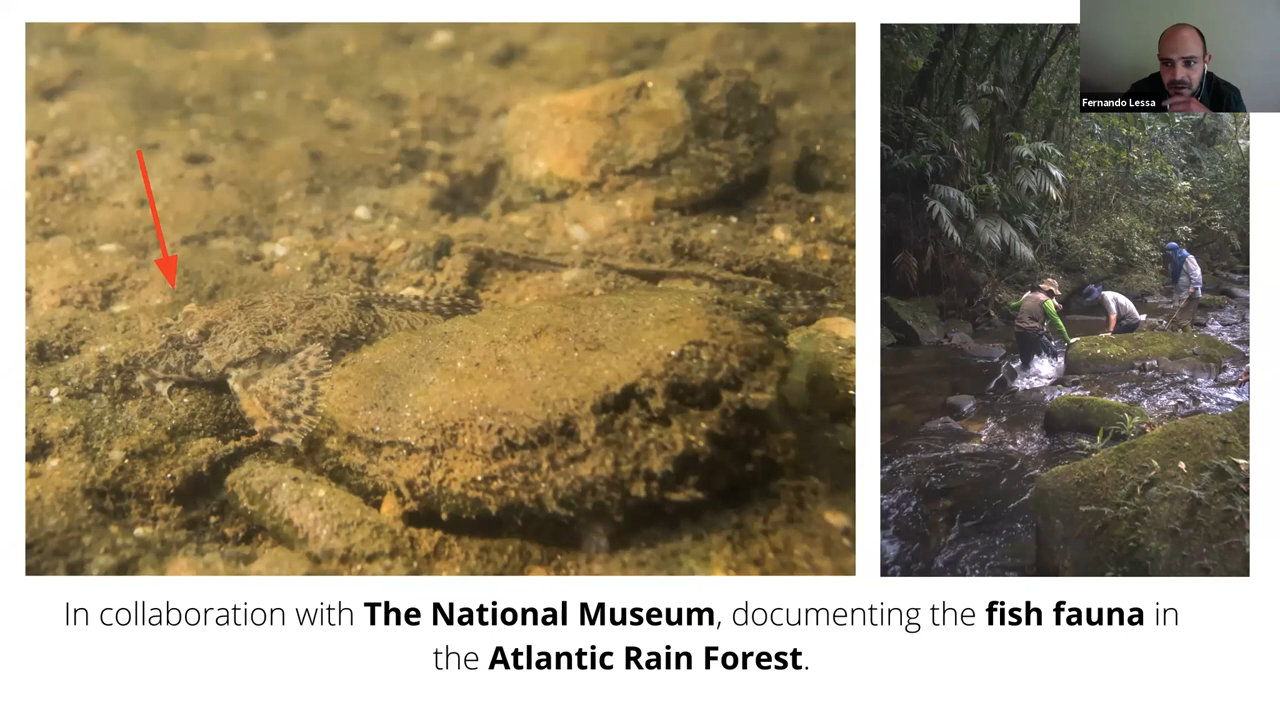 Fernando Lessa
In collaboration with The National Museum, documenting the fish fauna in
the Atlantic Rain Forest.